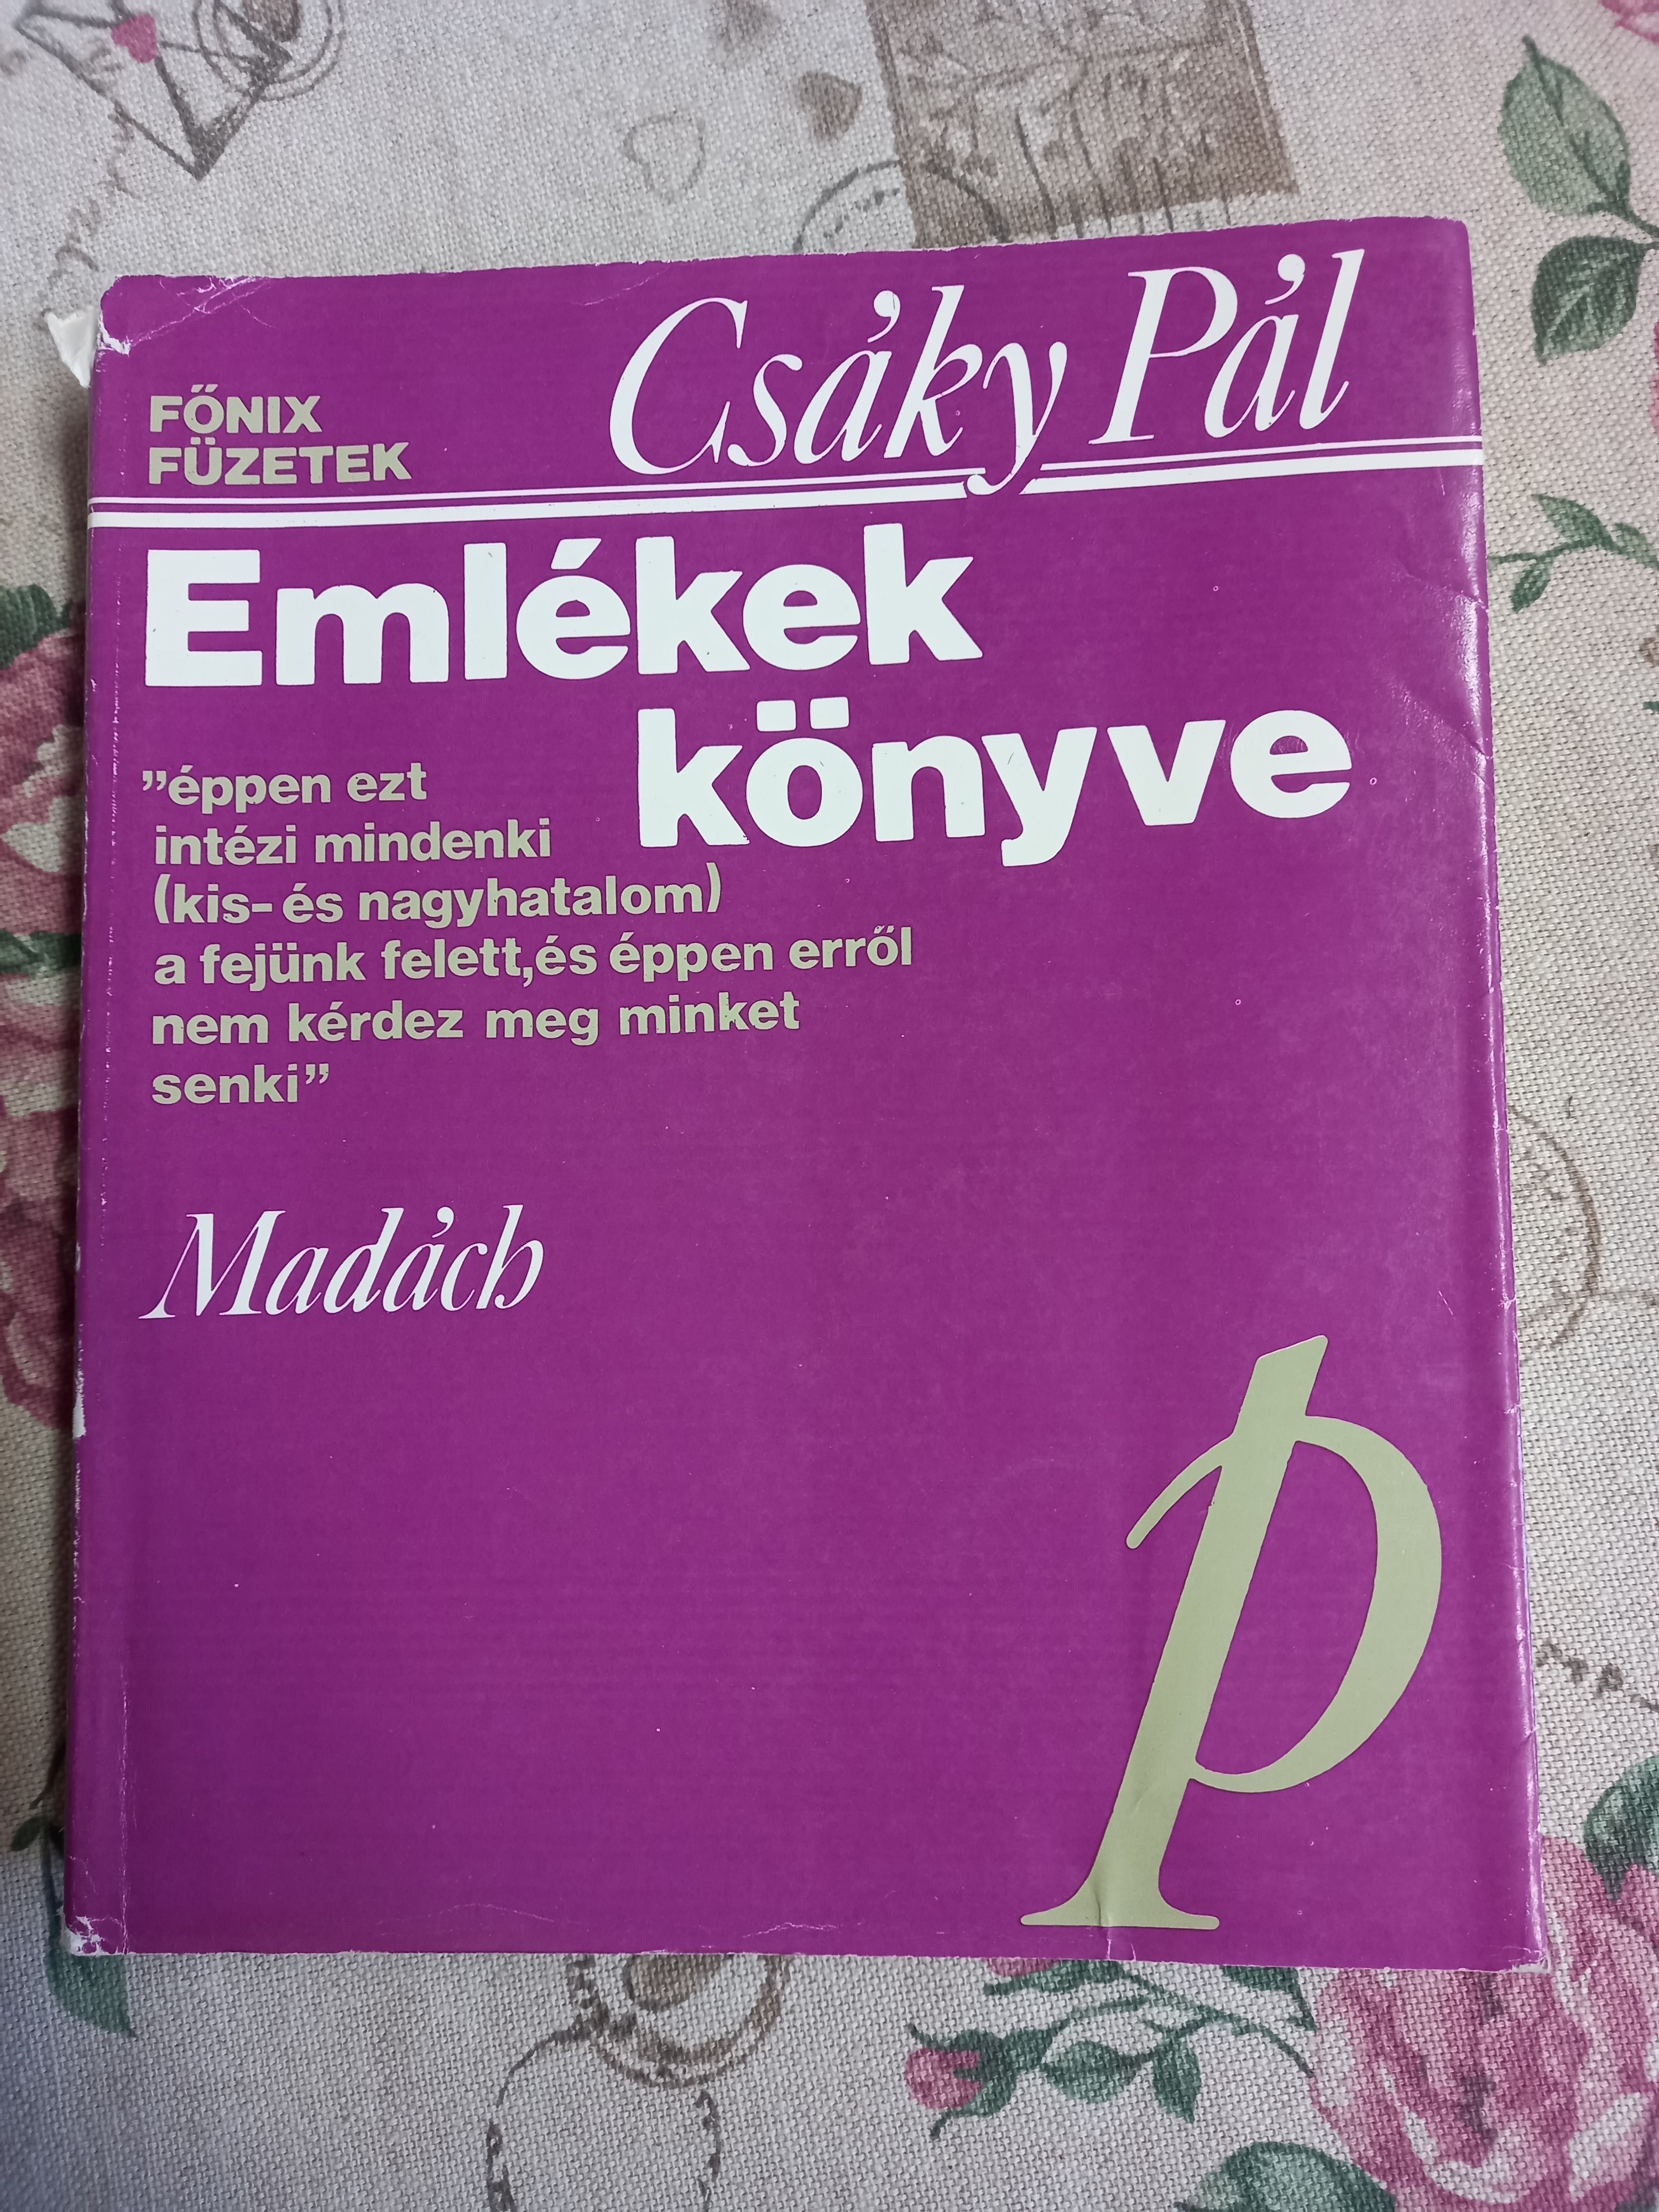 Csáky Pál
FŐNIX
FÜZETEK
Emlékek
könyve
”éppen ezt
intézi mindenki
(kis- és nagyhatalom)
a fejünk felett,és éppen erről
nem kérdez meg minket
senki”
Madách
p